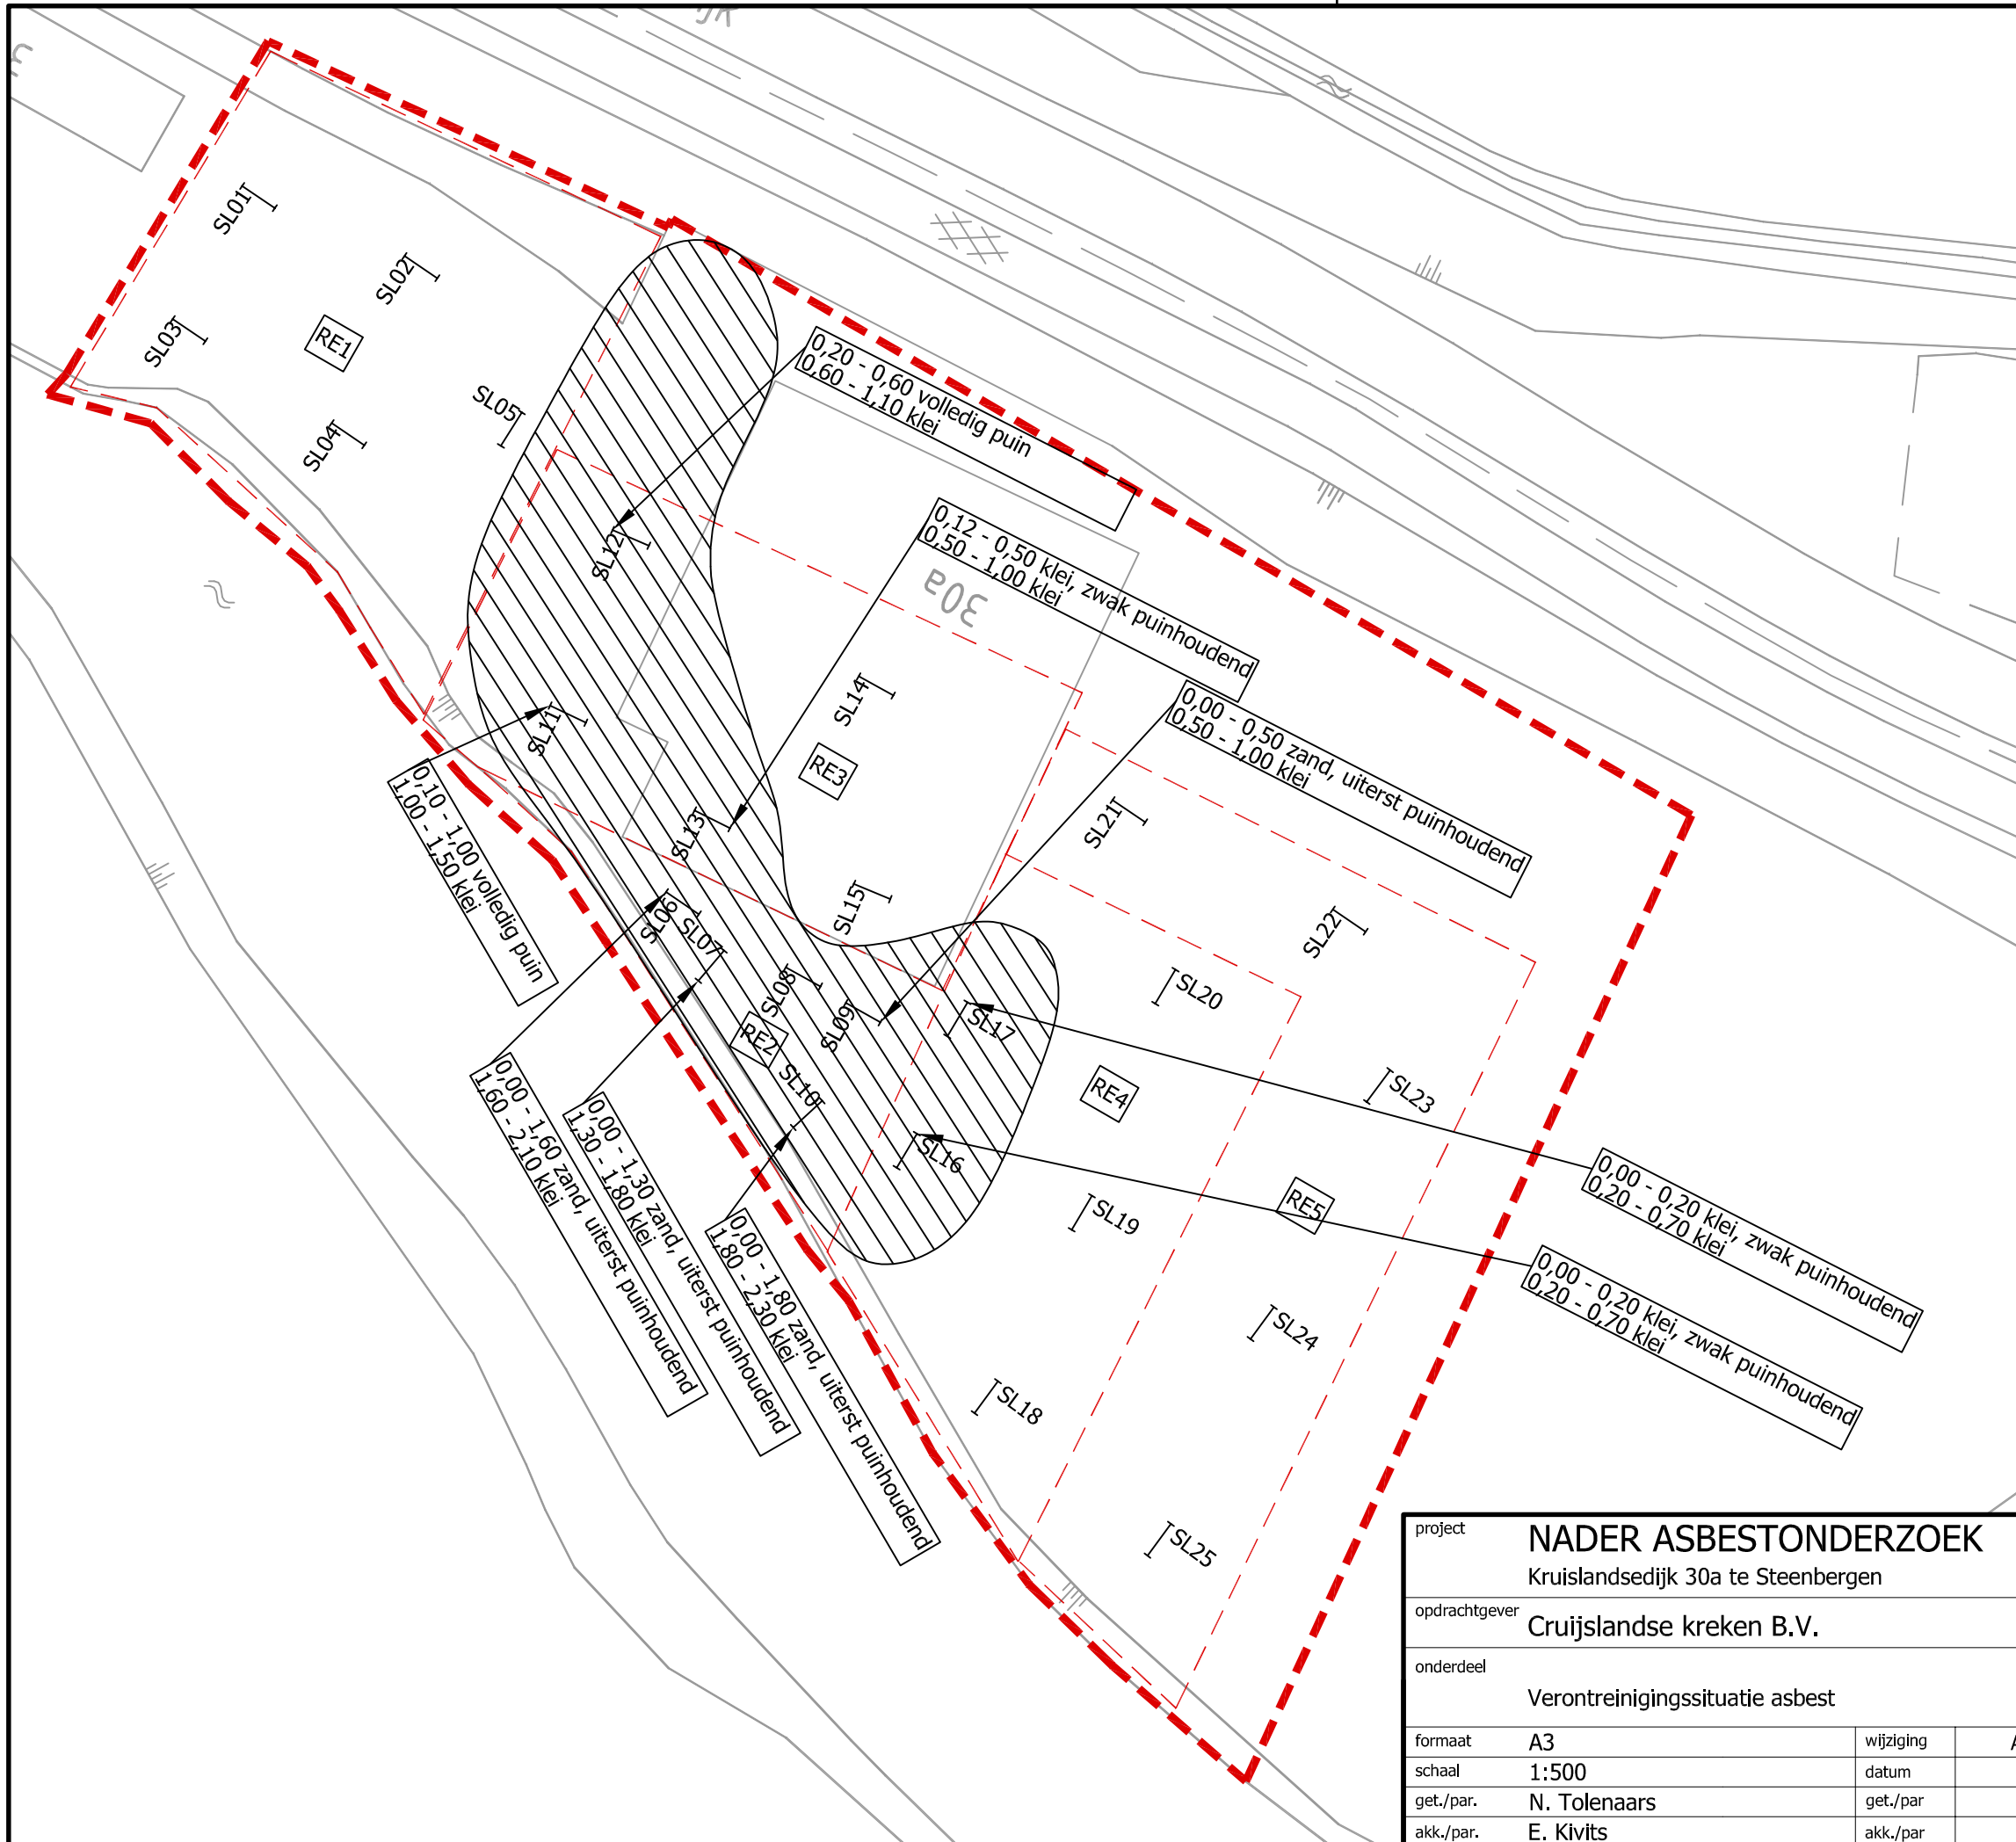 SL01
SL02
SL03
RE1
SL04
SL05
0,20 - 0,60 volledig puin
0,60 - 1,10 klei
SL12
0,12 - 0,50 klei, zwak puinhoudend
0,50 - 1,00 klei
30a
SL14
SL11
RE3
0,00 - 0,50 zand, uiterst puinhoudend
0,50 - 1,00 klei
SL13
SL21
0,10 - 1,00 volledig puin
1,00 - 1,50 klei
SL06
SL07
SL15
SL22
SL08
SL09
RE2
SL10
SL17
SL20
RE4
SL23
SL16
SL19
RE5
0,00 - 1,60 zand, uiterst puinhoudend
1,60 - 2,10 klei
0,00 - 1,30 zand, uiterst puinhoudend
1,30 - 1,80 klei
0,00 - 1,80 zand, uiterst puinhoudend
1,80 - 2,30 klei
0,00 - 0,20 klei, zwak puinhoudend
0,20 - 0,70 klei
0,00 - 0,20 klei, zwak puinhoudend
0,20 - 0,70 klei
SL24
SL18
SL25
project NADER ASBESTONDERZOEK
Kruislandsedijk 30a te Steenbergen
opdrachtgever Cruijslandse kreken B.V.
onderdeel
Verontreinigingssituatie asbest
formaat A3 wijziging A
schaal 1:500 datum
get./par. N. Tolenaars get./par
akk./par. E. Kivits akk./par